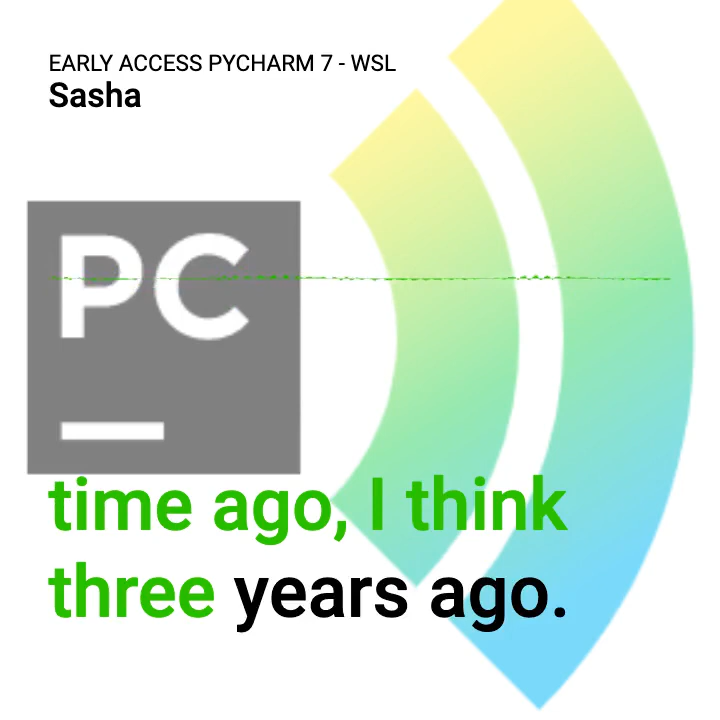 EARLY ACCESS PYCHARM 7 - WSL
Sasha
PC
time ago, I think
three years ago.